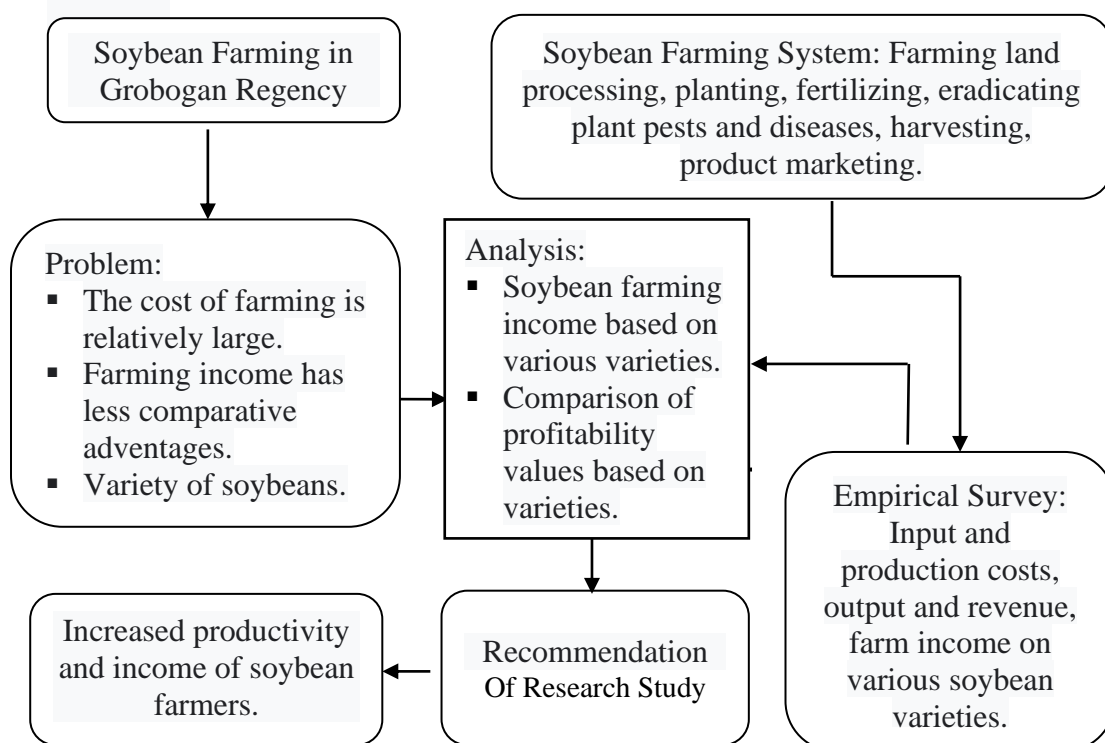 Soybean Farming in
Grobogan Regency
Soybean Farming System: Farming land
processing, planting, fertilizing, eradicating
plant pests and diseases, harvesting,
product marketing.
Problem:
▪ The cost of farming is
relatively large.
▪ Farming income has
less comparative
adventages.
▪ Variety of soybeans.
Analysis:
▪ Soybean farming
income based on
various varieties.
▪ Comparison of
profitability
values based on
varieties.
Empirical Survey:
Input and
production costs,
output and revenue,
farm income on
various soybean
varieties.
Increased productivity
and income of soybean
farmers.
Recommendation
Of Research Study